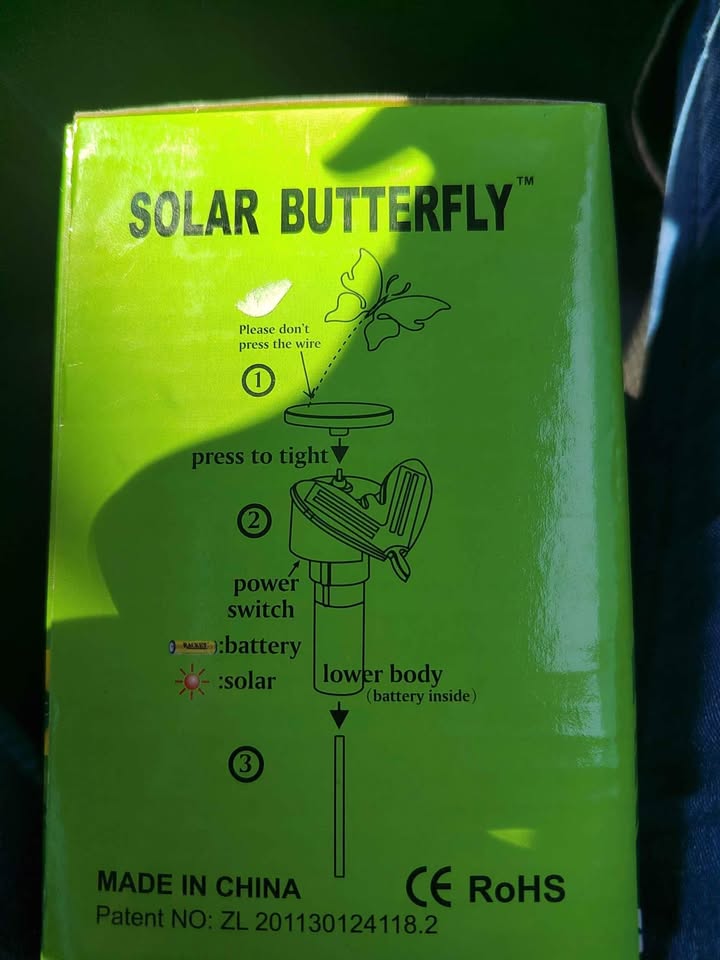 SOLAR BUTTERFLY™
Please don't
press the wire
1
press to tight
2
power
switch
:battery
:solar
lower body
(battery inside)
3
MADE IN CHINA
CE RoHS
Patent NO: ZL 201130124118.2